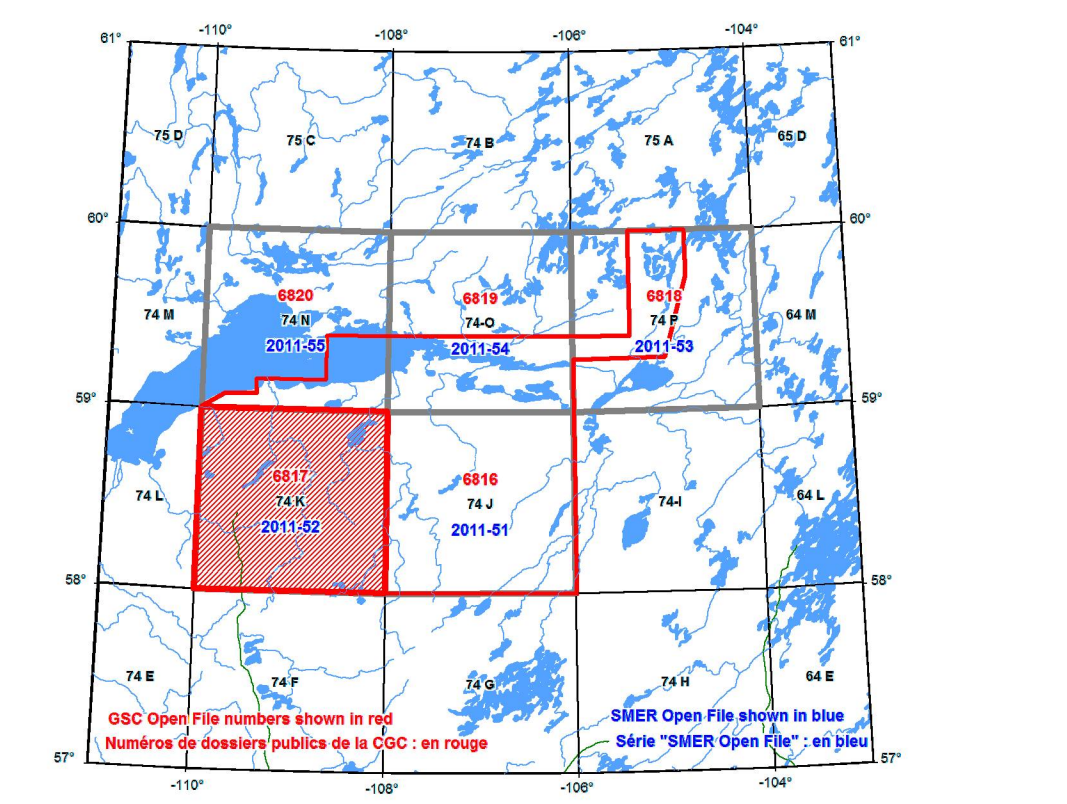 -110° -108° -106° -104°
61° 61°
75 D 75 C 74 B 75 A 65 D
60° 60°
74 M 6820 6819 6818 64 M
74 N 74-O 74 P
2011-55 2011-54 2011-53
59° 59°
74 L 6817 6816 74-I 64 L
74 K 74 J
2011-52 2011-51
58° 58°
74 E 74 F 74 G 74 H 64 E
GSC Open File numbers shown in red
Numéros de dossiers publics de la CGC : en rouge
SMER Open File shown in blue
Série "SMER Open File" : en bleu
57° 57°
-110° -108° -106° -104°